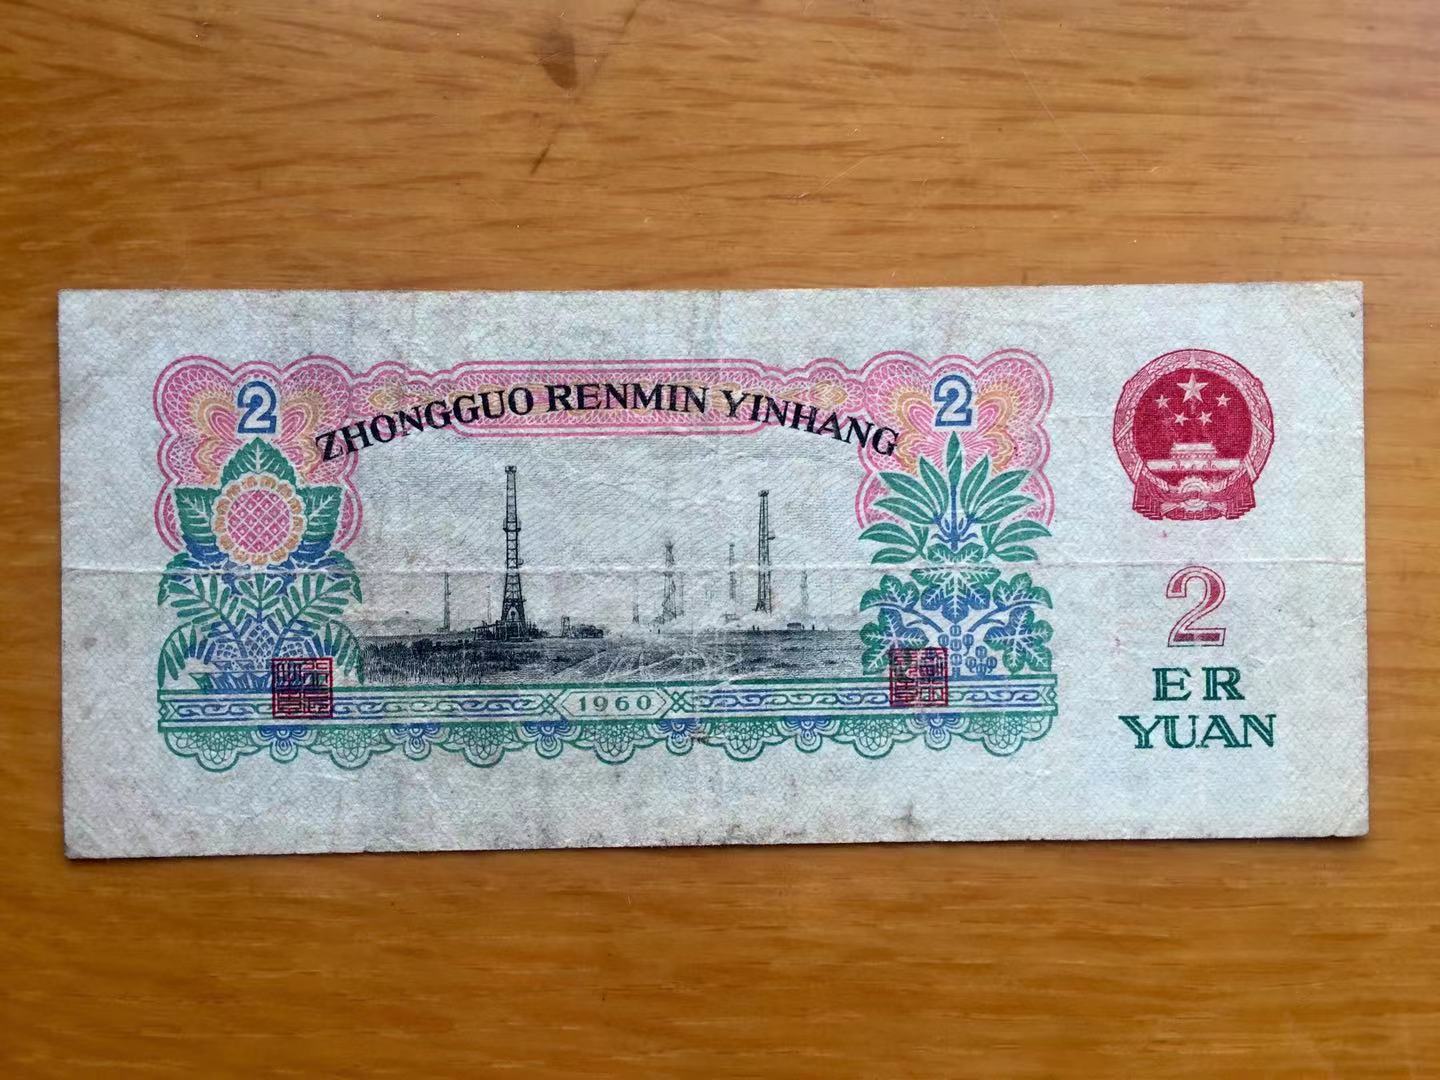 2
ZHONGGUO RENMIN YINHANG
2
1960
2
ER
YUAN